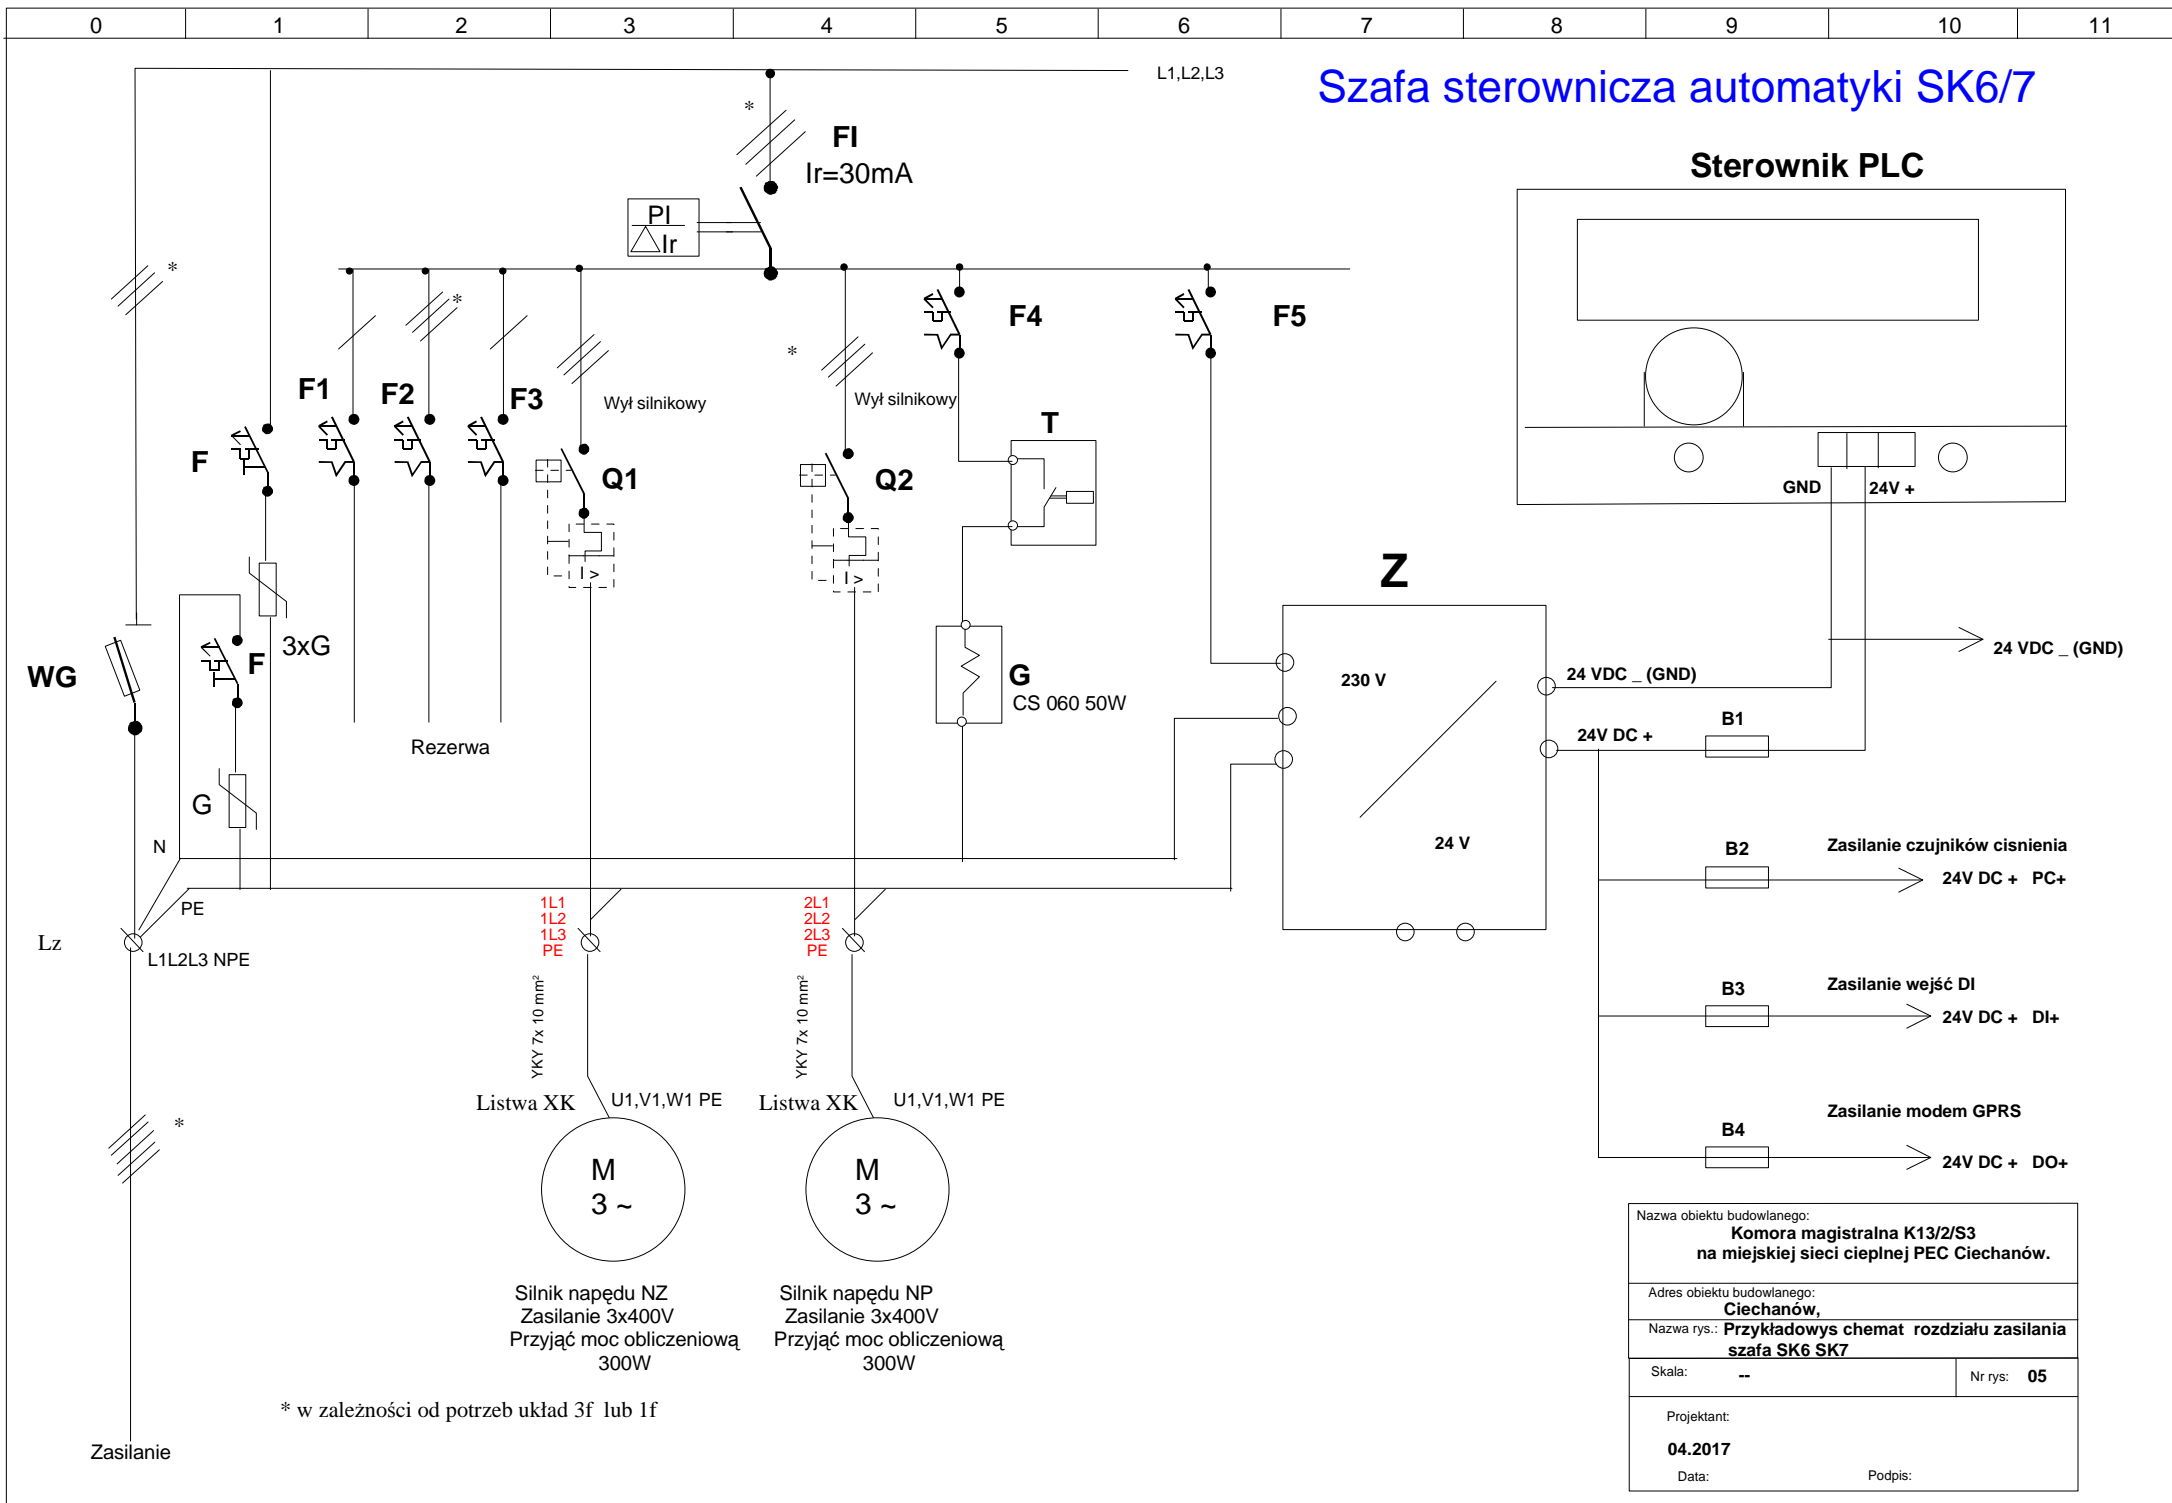 0 1 2 3 4 5 6 7 8 9 10 11
L1,L2,L3
Szafa sterownicza automatyki SK6/7
*
FI
Ir=30mA
Sterownik PLC
PI
Ir
*
*
F4
F5
F1
F2
F3
*
Wył silnikowy
Wył silnikowy
T
F
Q1
Q2
GND
24V +
I >
I >
Z
3xG
F
WG
G
CS 060 50W
230 V
24 VDC _ (GND)
24 VDC _ (GND)
B1
24V DC +
Rezerwa
G
N
24 V
B2
Zasilanie czujników cisnienia
24V DC + PC+
PE
1L1
1L2
1L3
PE
2L1
2L2
2L3
PE
Lz
L1L2L3 NPE
YKY 7x 10 mm²
YKY 7x 10 mm²
B3
Zasilanie wejść DI
24V DC + DI+
Listwa XK
U1,V1,W1 PE
Listwa XK
U1,V1,W1 PE
*
Zasilanie modem GPRS
B4
24V DC + DO+
M
3 ~
M
3 ~
Silnik napędu NZ
Zasilanie 3x400V
Przyjąć moc obliczeniową
300W
Silnik napędu NP
Zasilanie 3x400V
Przyjąć moc obliczeniową
300W
* w zależności od potrzeb układ 3f lub 1f
Zasilanie
Nazwa obiektu budowlanego:
Komora magistralna K13/2/S3
na miejskiej sieci cieplnej PEC Ciechanów.
Adres obiektu budowlanego:
Ciechanów,
Nazwa rys.: Przykładowys chemat rozdziału zasilania
szafa SK6 SK7
Skala: --
Nr rys: 05
Projektant:
04.2017
Data:
Podpis: